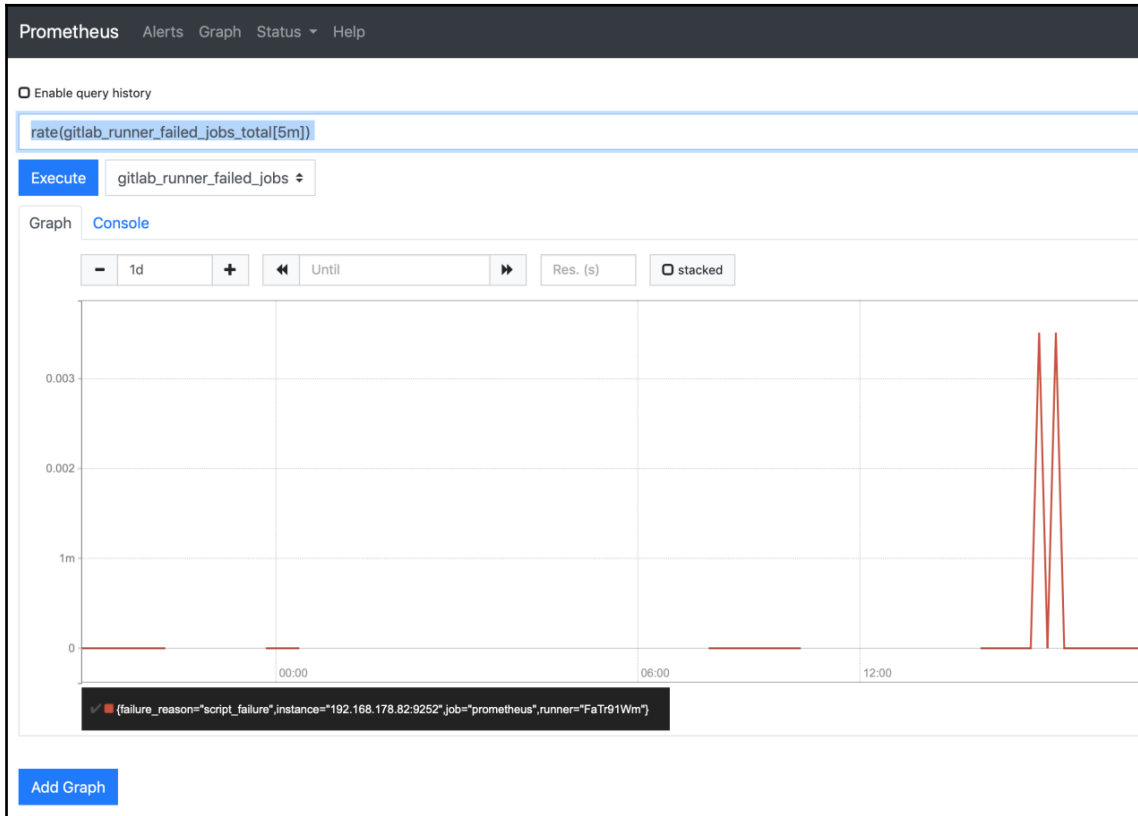 Prometheus Alerts Graph Status Help
Enable query history
rate(gitlab_runner_failed_jobs_total[5m])
Execute gitlab_runner_failed_jobs
Graph Console
1d Until Res. (s) stacked
0.003
0.002
1m
0
00:00 06:00 12:00
{failure_reason="script_failure",instance="192.168.178.82:9252",job="prometheus",runner="FaTr91Wm"}
Add Graph